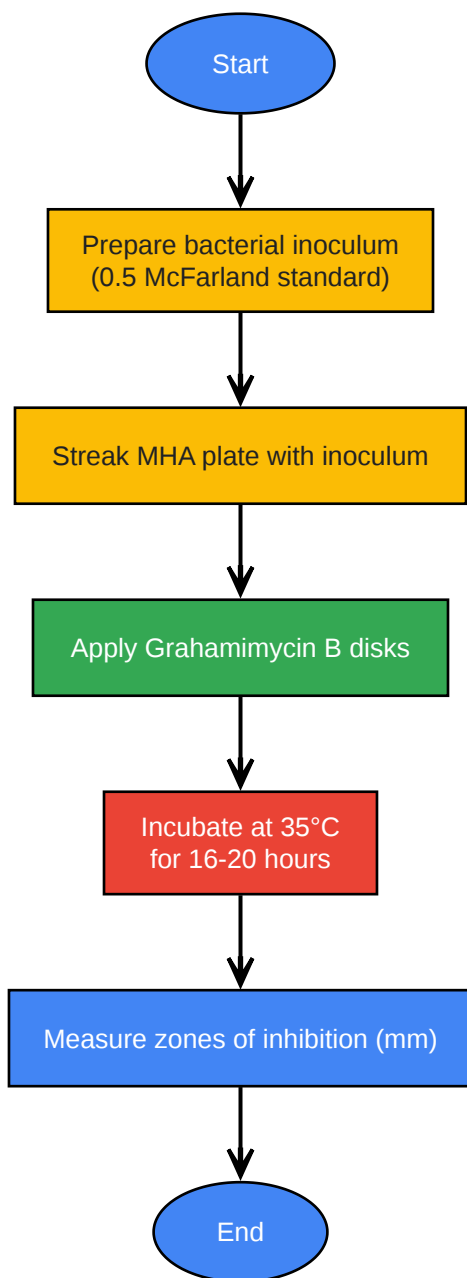 Start
Prepare bacterial inoculum
(0.5 McFarland standard)
Streak MHA plate with inoculum
Apply Grahamimycin B disks
Incubate at 35°C
for 16-20 hours
Measure zones of inhibition (mm)
End